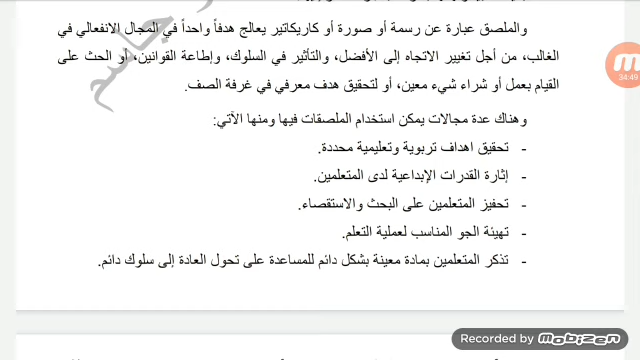 والملصق عبارة عن رسمة أو صورة أو كاريكاتير يعالج هدفاً واحداً في المجال الانفعالي في
الغالب، من أجل تغيير الاتجاه إلى الأفضل، والتأثير في السلوك، وإطاعة القوانين، أو الحث على
القيام بعمل أو شراء شيء معين، أو لتحقيق هدف معرفي في غرفة الصف.
وهناك عدة مجالات يمكن استخدام الملصقات فيها ومنها الآتي:
- تحقيق اهداف تربوية وتعليمية محددة.
- إثارة القدرات الإبداعية لدى المتعلمين.
- تحفيز المتعلمين على البحث والاستقصاء.
- تهيئة الجو المناسب لعملية التعلم.
- تذكر المتعلمين بمادة معينة بشكل دائم للمساعدة على تحول العادة إلى سلوك دائم.
34:49
Recorded by mobizen